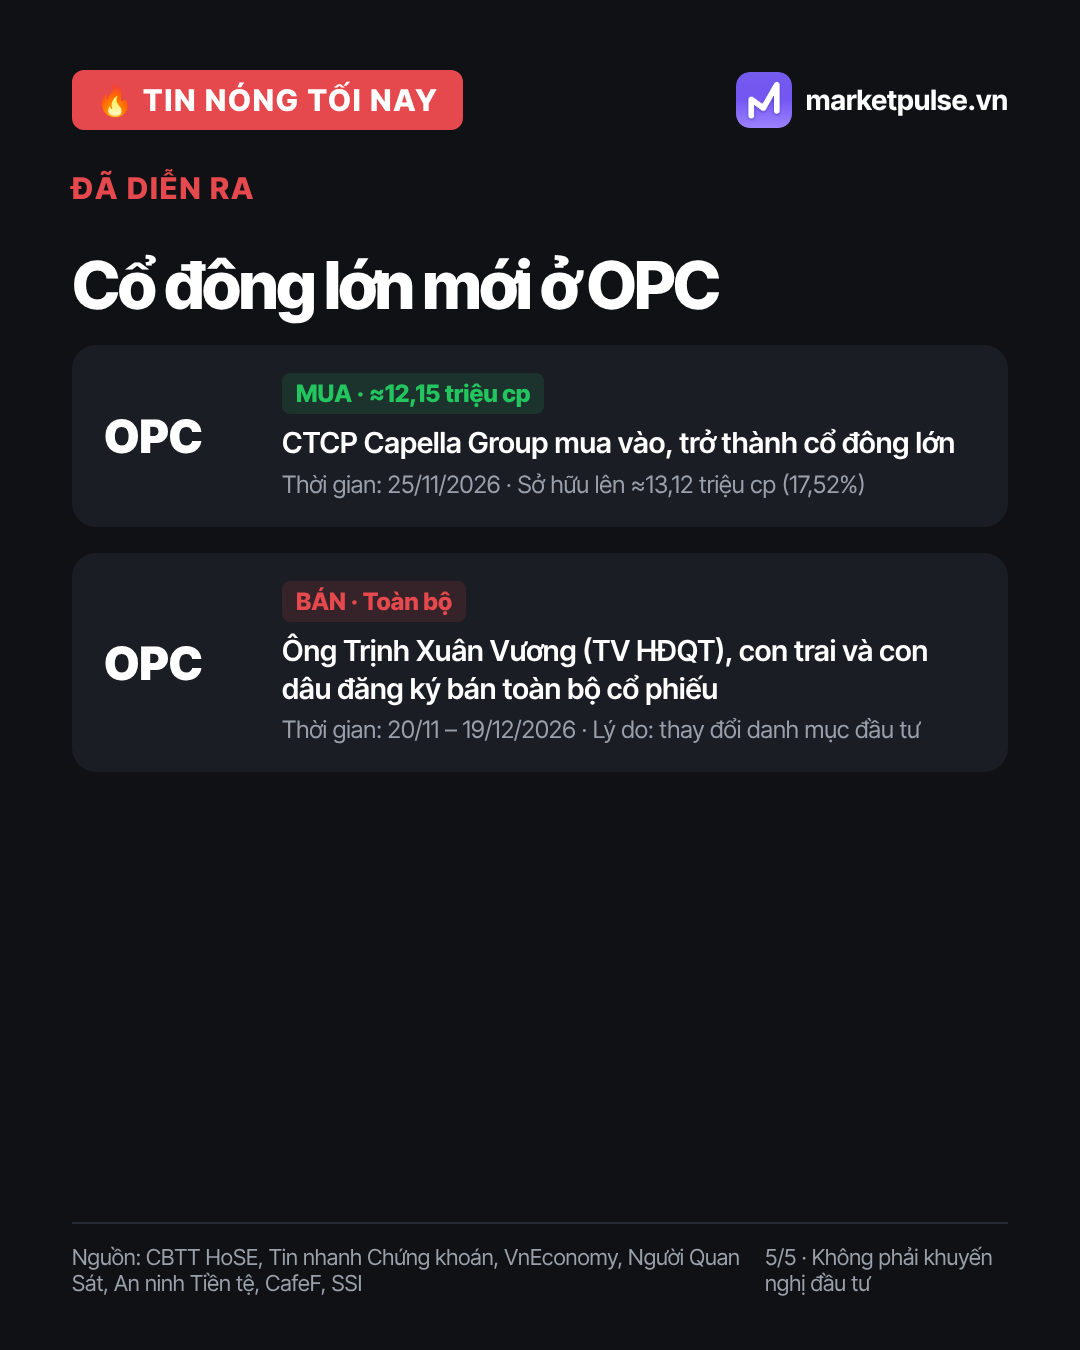 🔥 TIN NÓNG TỐI NAY
marketpulse.vn
ĐÃ DIỄN RA
Cổ đông lớn mới ở OPC
OPC
MUA · ≈12,15 triệu cp
CTCP Capella Group mua vào, trở thành cổ đông lớn
Thời gian: 25/11/2026 · Sở hữu lên ≈13,12 triệu cp (17,52%)
OPC
BÁN · Toàn bộ
Ông Trịnh Xuân Vương (TV HĐQT), con trai và con
dâu đăng ký bán toàn bộ cổ phiếu
Thời gian: 20/11 – 19/12/2026 · Lý do: thay đổi danh mục đầu tư
Nguồn: CBTT HoSE, Tin nhanh Chứng khoán, VnEconomy, Người Quan
Sát, An ninh Tiền tệ, CafeF, SSI
5/5 · Không phải khuyến
nghị đầu tư